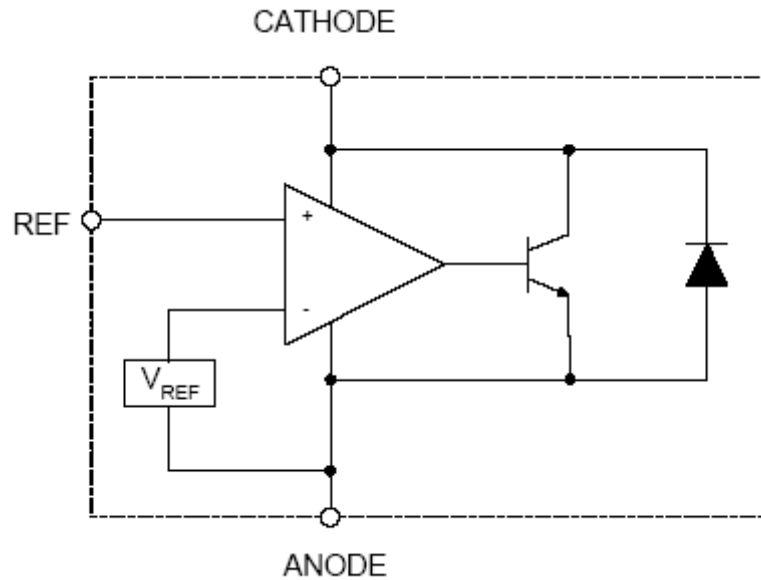 CATHODE
REF
+
-
VREF
ANODE